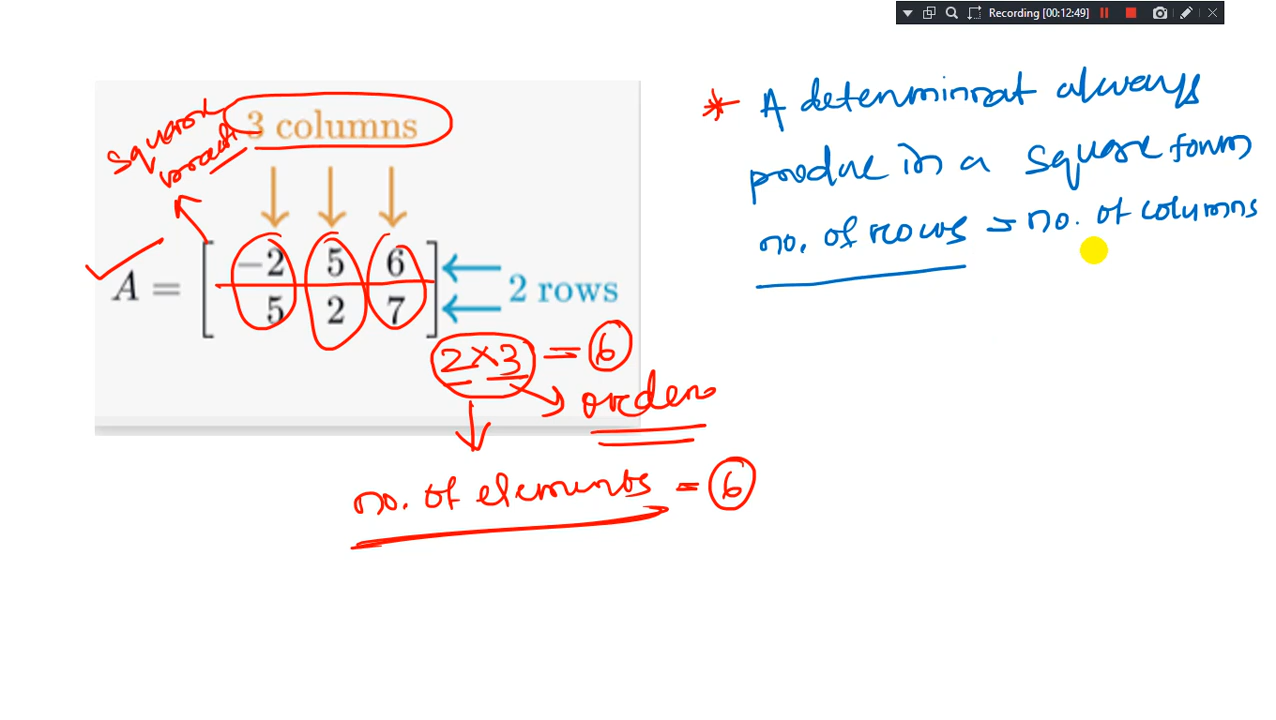 Recording [00:12:49]
3 columns
Square
bracket
A = [ -2 5 6
5 2 7 ]
2 rows
2×3 = 6
order
no. of elements = 6
* A determinant always
produce in a square form
no. of rows = no. of columns